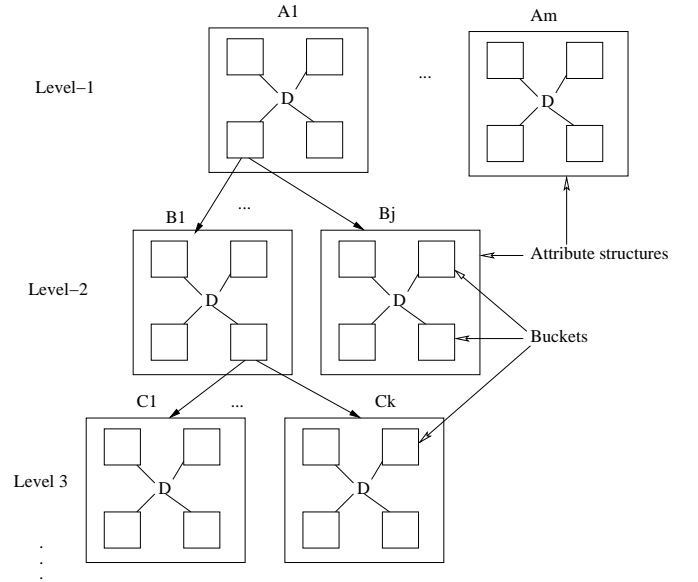 A1
Am
Level–1
...
D
D
...
B1
Bj
Attribute structures
Level–2
D
D
Buckets
C1
...
Ck
Level 3
D
D
.
.
.